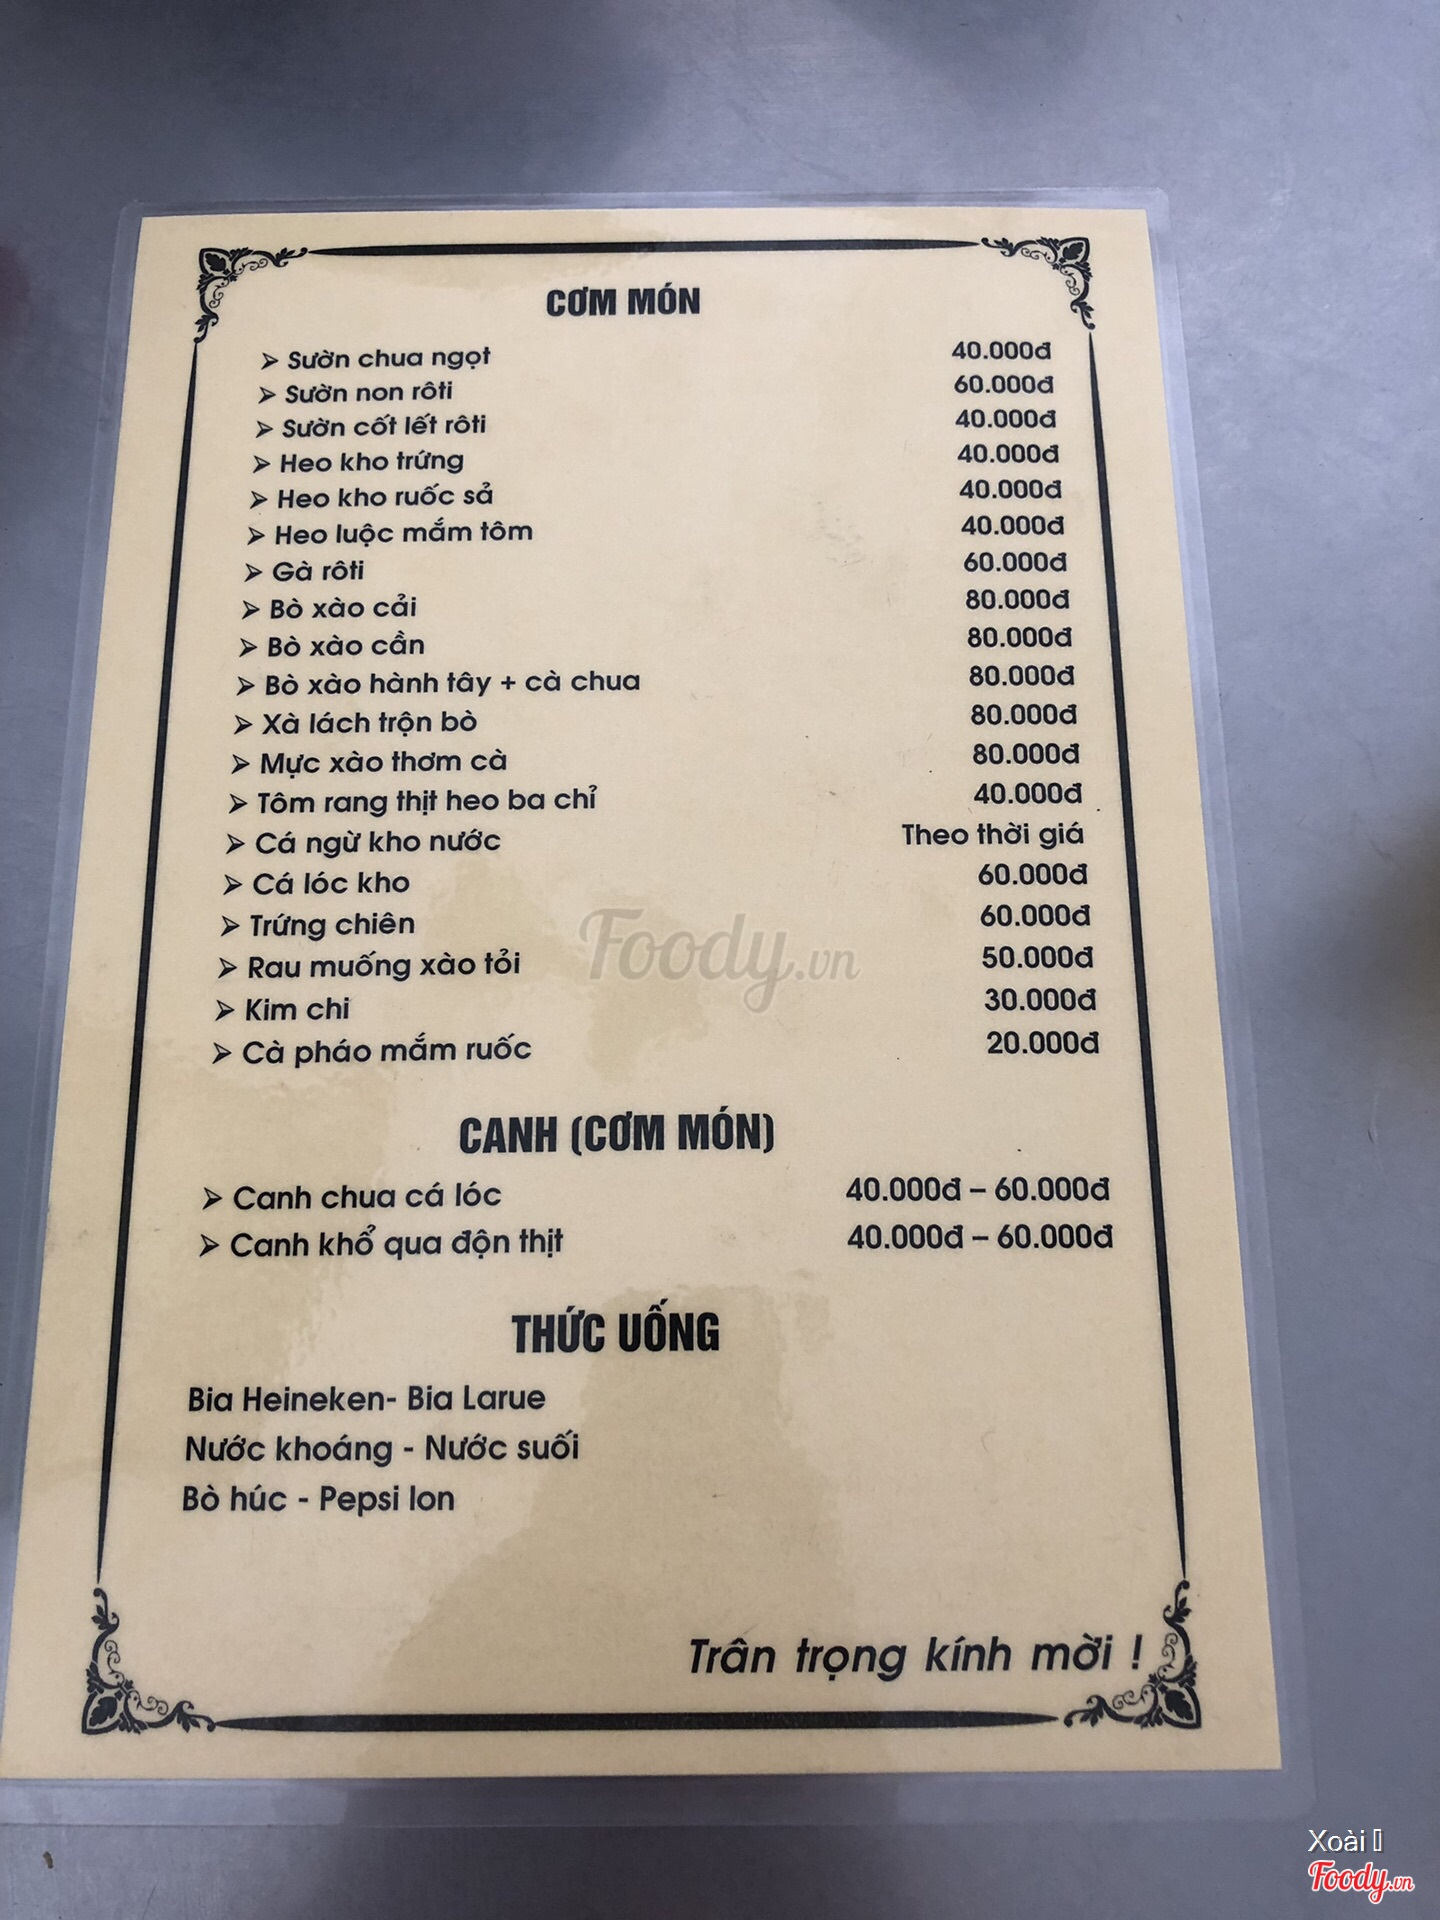 CƠM MÓN
➢ Sườn chua ngọt 40.000đ
➢ Sườn non rôti 60.000đ
➢ Sườn cốt lết rôti 40.000đ
➢ Heo kho trứng 40.000đ
➢ Heo kho ruốc sả 40.000đ
➢ Heo luộc mắm tôm 40.000đ
➢ Gà rôti 60.000đ
➢ Bò xào cải 80.000đ
➢ Bò xào cần 80.000đ
➢ Bò xào hành tây + cà chua 80.000đ
➢ Xà lách trộn bò 80.000đ
➢ Mực xào thơm cà 80.000đ
➢ Tôm rang thịt heo ba chỉ 40.000đ
➢ Cá ngừ kho nước Theo thời giá
➢ Cá lóc kho 60.000đ
➢ Trứng chiên 60.000đ
➢ Rau muống xào tỏi 50.000đ
➢ Kim chi 30.000đ
➢ Cà pháo mắm ruốc 20.000đ
Foody.vn
CANH (CƠM MÓN)
➢ Canh chua cá lóc 40.000đ – 60.000đ
➢ Canh khổ qua độn thịt 40.000đ – 60.000đ
THỨC UỐNG
Bia Heineken- Bia Larue
Nước khoáng - Nước suối
Bò húc - Pepsi lon
Trân trọng kính mời !
Xoài
Foody.vn